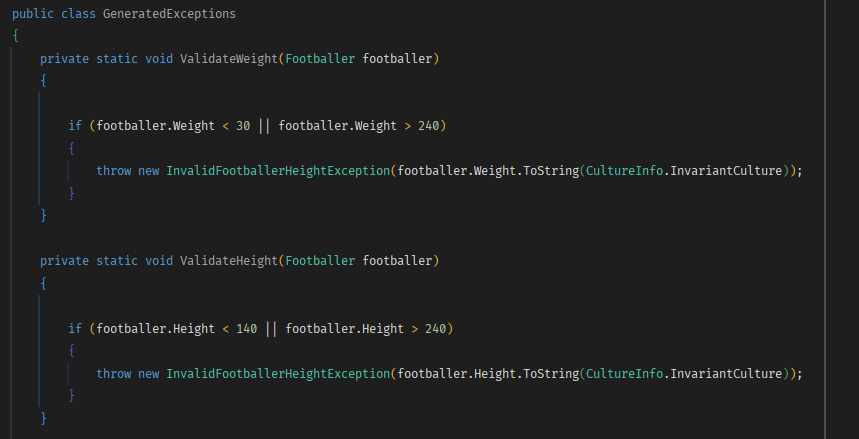 public class GeneratedExceptions
{
    private static void ValidateWeight(Footballer footballer)
    {
        if (footballer.Weight < 30 || footballer.Weight > 240)
        {
            throw new InvalidFootballerHeightException(footballer.Weight.ToString(CultureInfo.InvariantCulture));
        }
    }
    private static void ValidateHeight(Footballer footballer)
    {
        if (footballer.Height < 140 || footballer.Height > 240)
        {
            throw new InvalidFootballerHeightException(footballer.Height.ToString(CultureInfo.InvariantCulture));
        }
    }